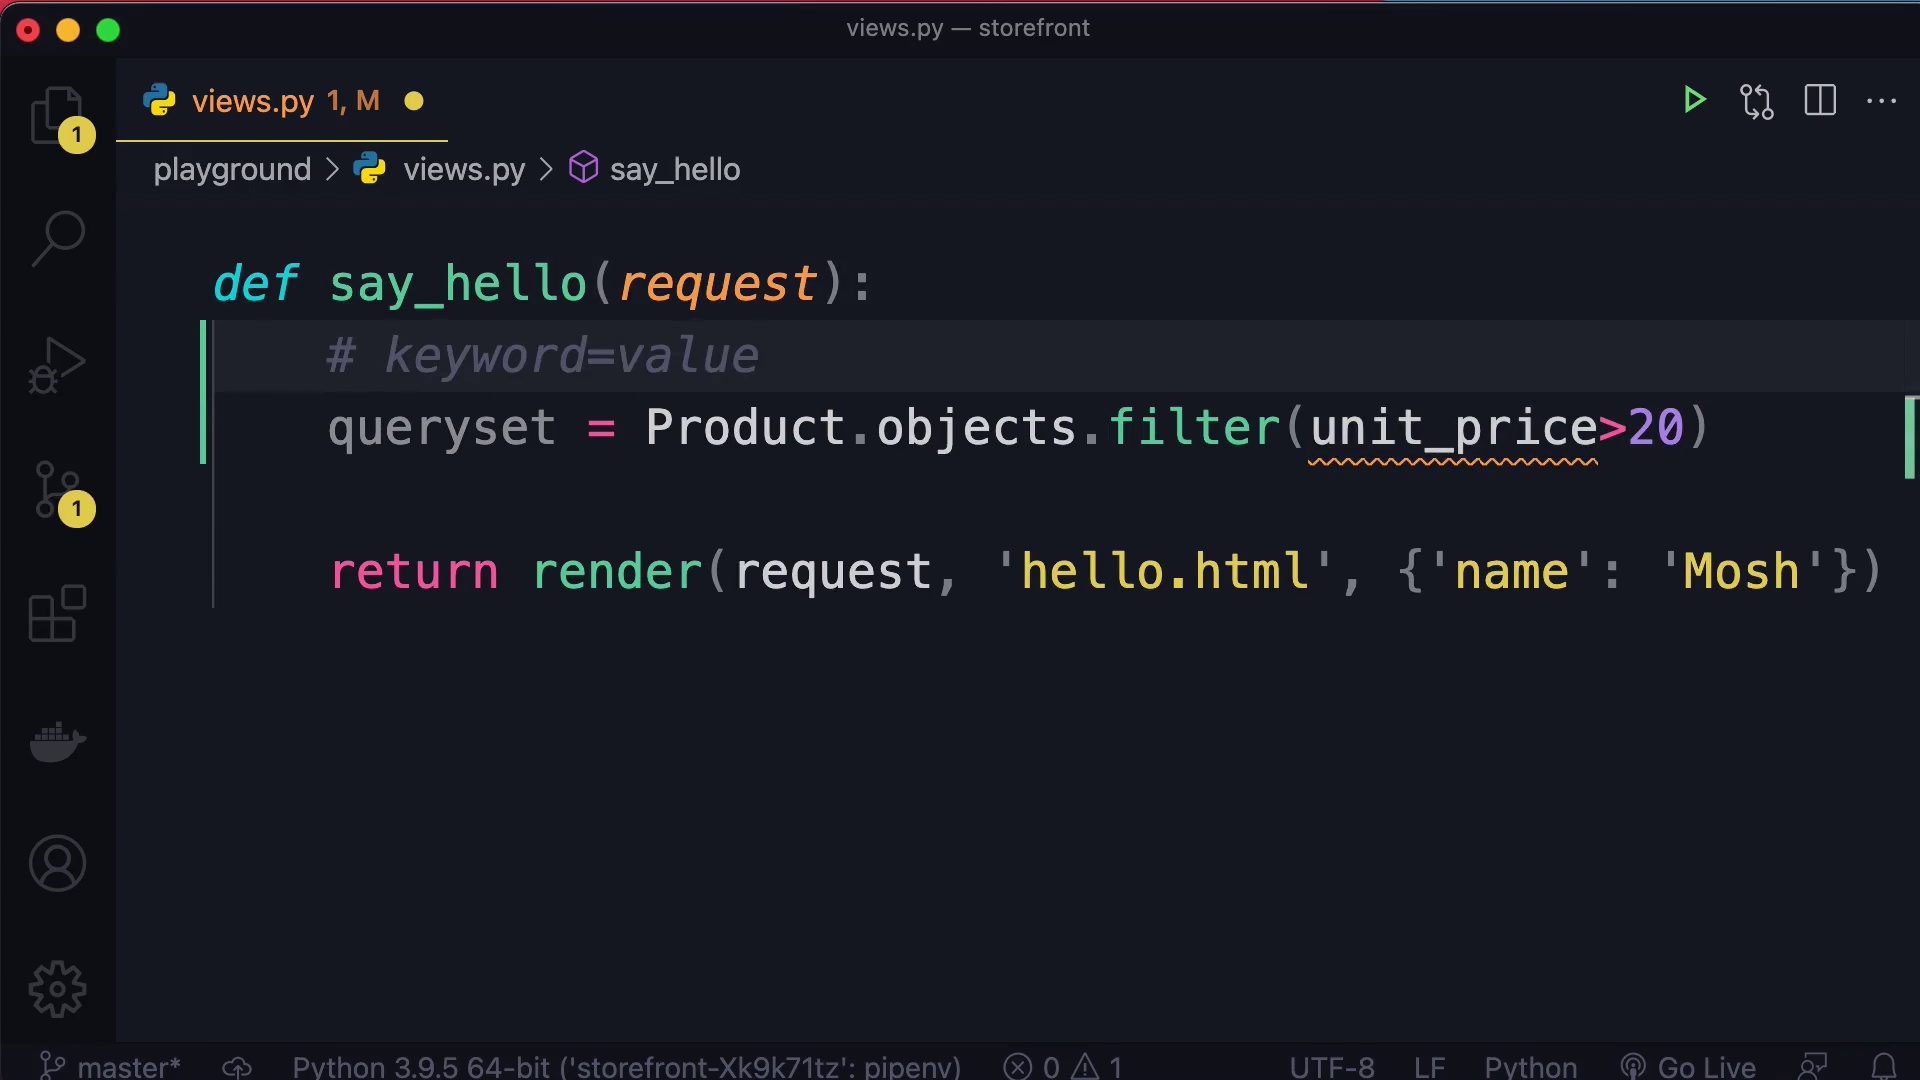 views.py — storefront
views.py 1, M
1
playground > views.py > say_hello
def say_hello(request):
# keyword=value
queryset = Product.objects.filter(unit_price>20)
1
return render(request, 'hello.html', {'name': 'Mosh'})
master* Python 3.9.5 64-bit ('storefront-Xk9k71tz': pipenv) 0 1 UTF-8 LF Python Go Live